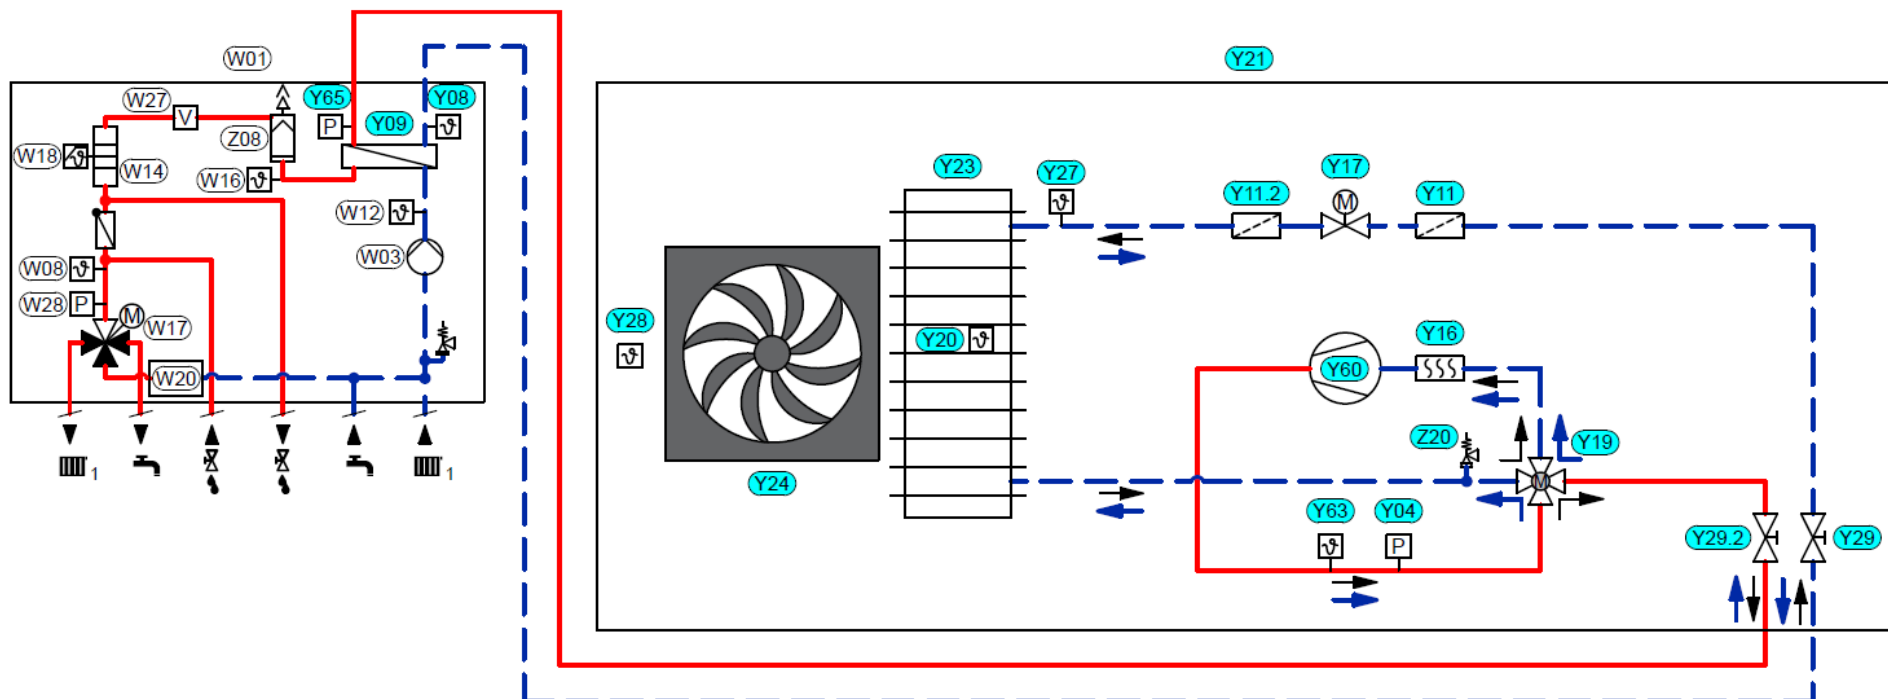 W01
Y21
W27
Y65
Y08
V
P
Y09
ϑ
Z08
W18
ϑ
W14
W16
ϑ
Y23
Y27
Y17
ϑ
Y11.2
M
Y11
W12
ϑ
W03
W08
ϑ
W28
P
M
W17
Y28
ϑ
Y20
ϑ
Y16
Y60
W20
Z20
Y19
M
1
1
Y24
Y63
Y04
ϑ
P
Y29.2
Y29